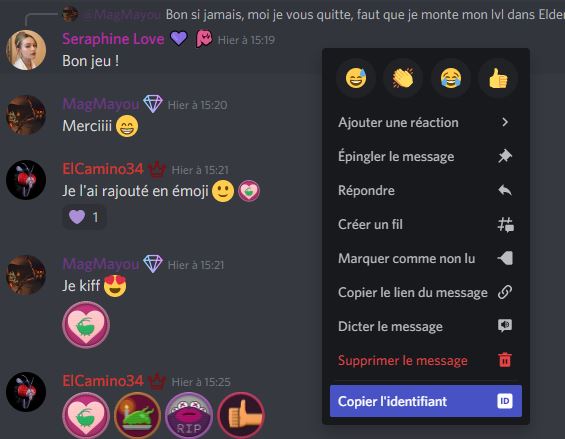 @MagMayou Bon si jamais, moi je vous quitte, faut que je monte mon lvl dans Elder
Seraphine Love Hier à 15:19
Bon jeu !
MagMayou Hier à 15:20
Merciiii
ElCamino34 Hier à 15:21
Je l'ai rajouté en émoji
1
MagMayou Hier à 15:21
Je kiff
ElCamino34 Hier à 15:25
RIP
Ajouter une réaction
Épingler le message
Répondre
Créer un fil
Marquer comme non lu
Copier le lien du message
Dicter le message
Supprimer le message
Copier l'identifiant
ID